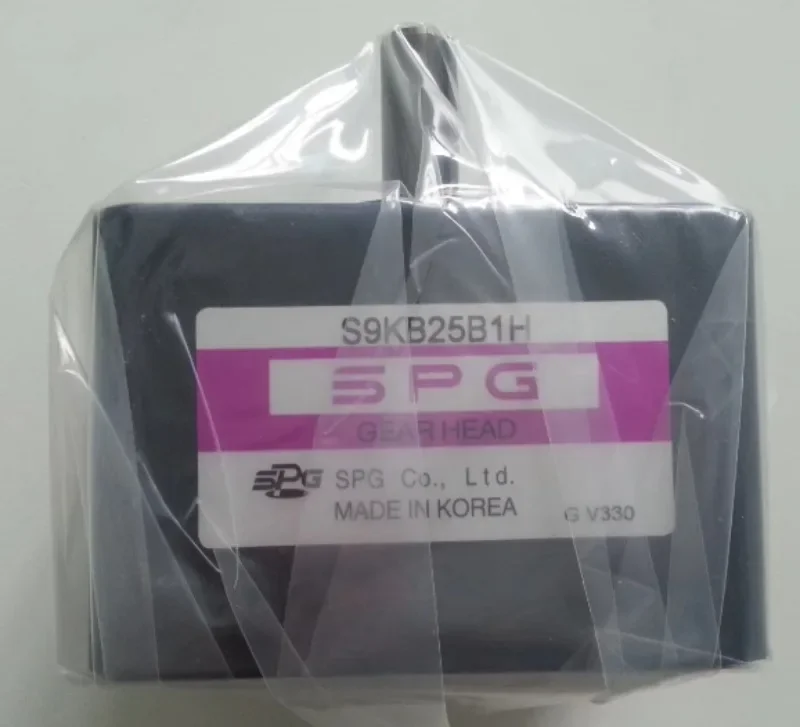 S9KB25B1H
SPG
GEAR HEAD
SPG SPG Co., Ltd.
MADE IN KOREA G V330